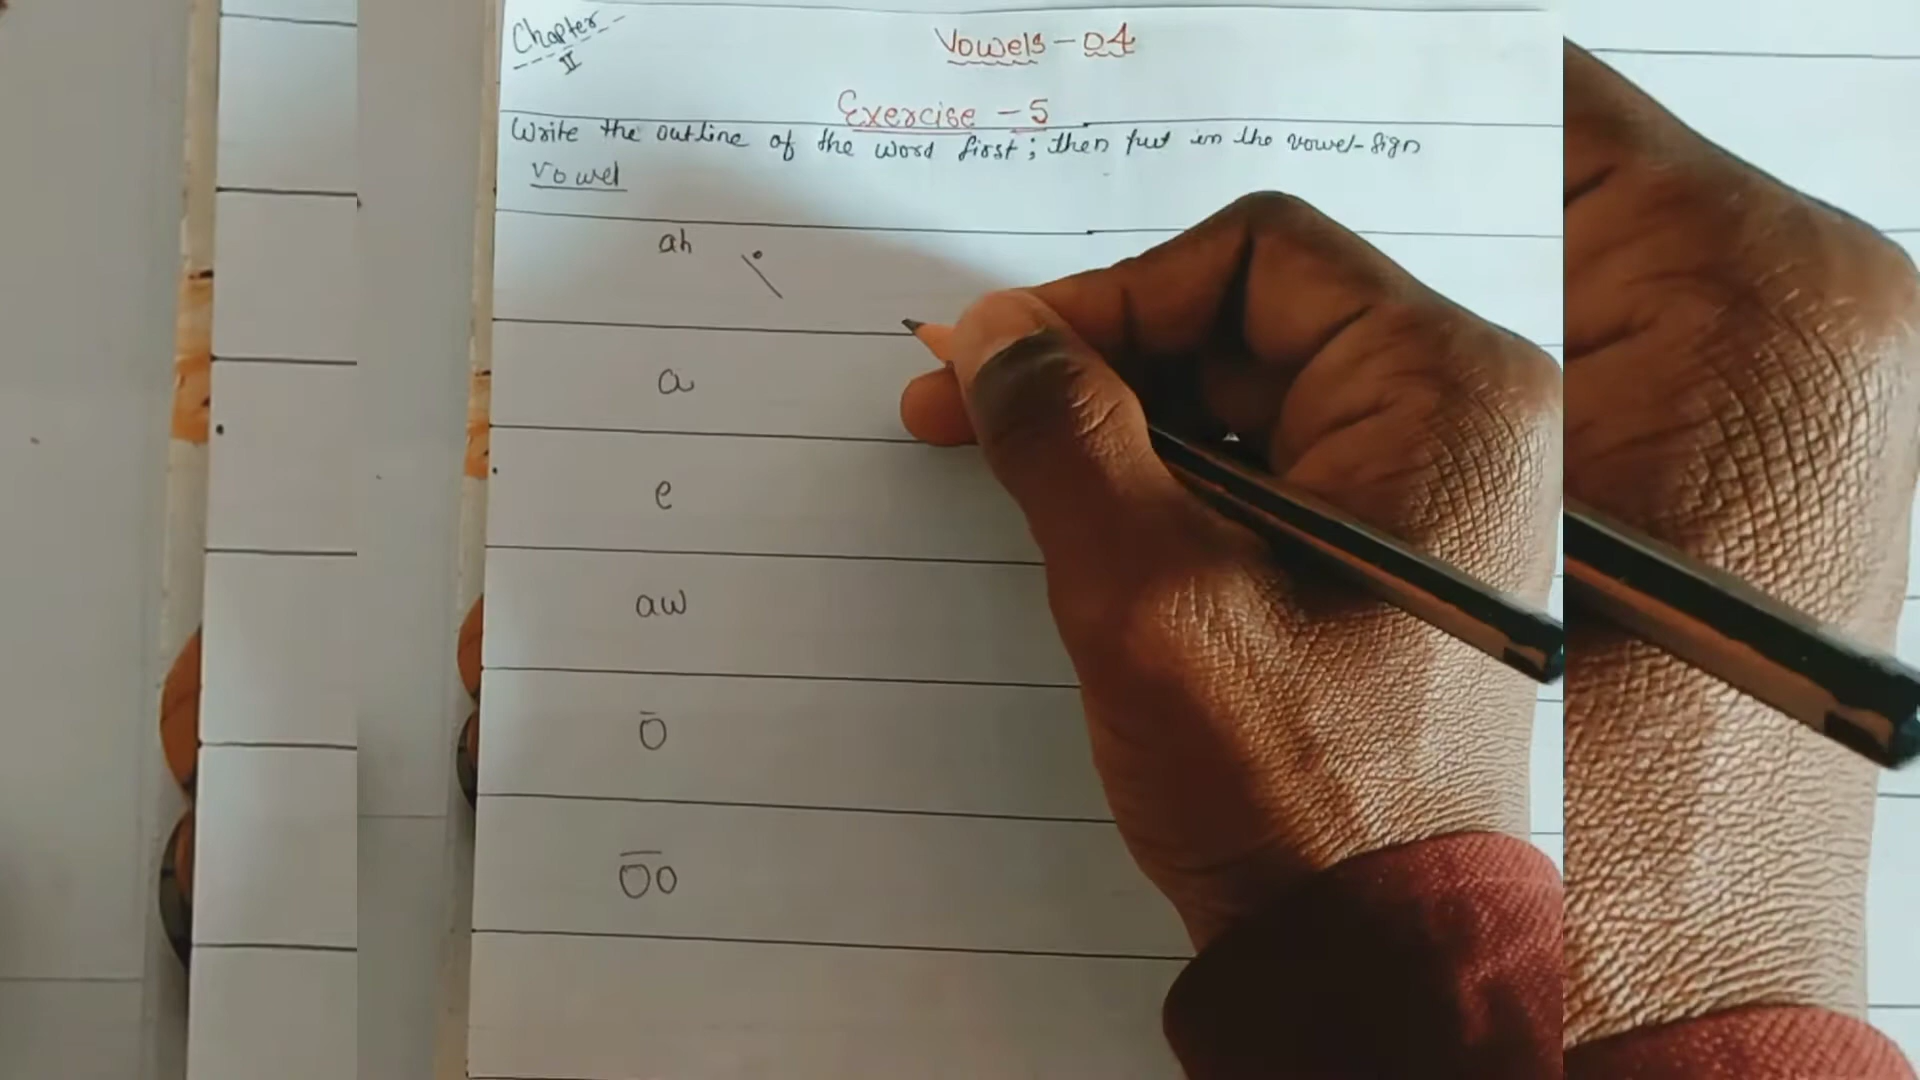 Chapter
II
Vowels - 04
Exercise - 5
Write the outline of the word first; then put in the vowel-sign
Vowel
ah
a
e
aw
ō
ōo